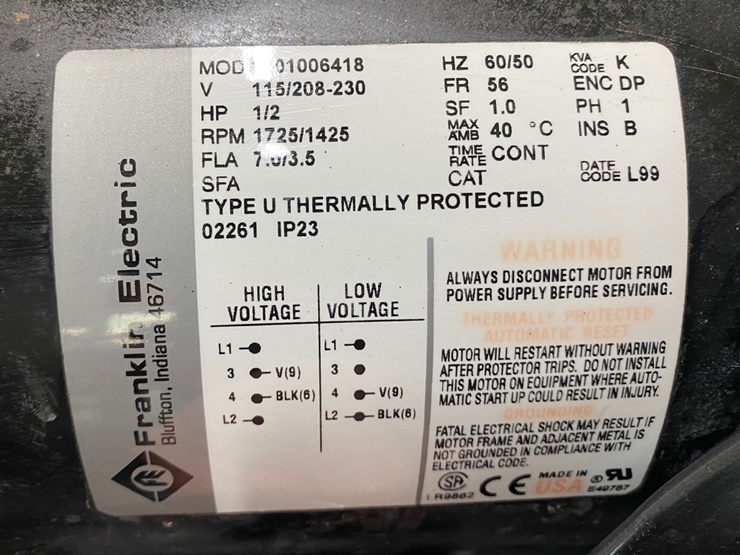 Franklin Electric
Bluffton, Indiana 46714
MOD 01006418
V 115/208-230
HP 1/2
RPM 1725/1425
FLA 7.0/3.5
SFA
HZ 60/50
FR 56
SF 1.0
MAX AMB 40 °C
TIME RATE CONT
CAT
KVA CODE K
ENC DP
PH 1
INS B
DATE CODE L99
TYPE U THERMALLY PROTECTED
02261 IP23
HIGH VOLTAGE
L1
3 V(9)
4 BLK(6)
L2
LOW VOLTAGE
L1
3
4 V(9)
L2 BLK(6)
WARNING
ALWAYS DISCONNECT MOTOR FROM
POWER SUPPLY BEFORE SERVICING.
THERMALLY PROTECTED
AUTOMATIC RESET
MOTOR WILL RESTART WITHOUT WARNING
AFTER PROTECTOR TRIPS. DO NOT INSTALL
THIS MOTOR ON EQUIPMENT WHERE AUTO-
MATIC START UP COULD RESULT IN INJURY.
GROUNDING
FATAL ELECTRICAL SHOCK MAY RESULT IF
MOTOR FRAME AND ADJACENT METAL IS
NOT GROUNDED IN COMPLIANCE WITH
ELECTRICAL CODE.
LR9862
CE
MADE IN
USA
E49787